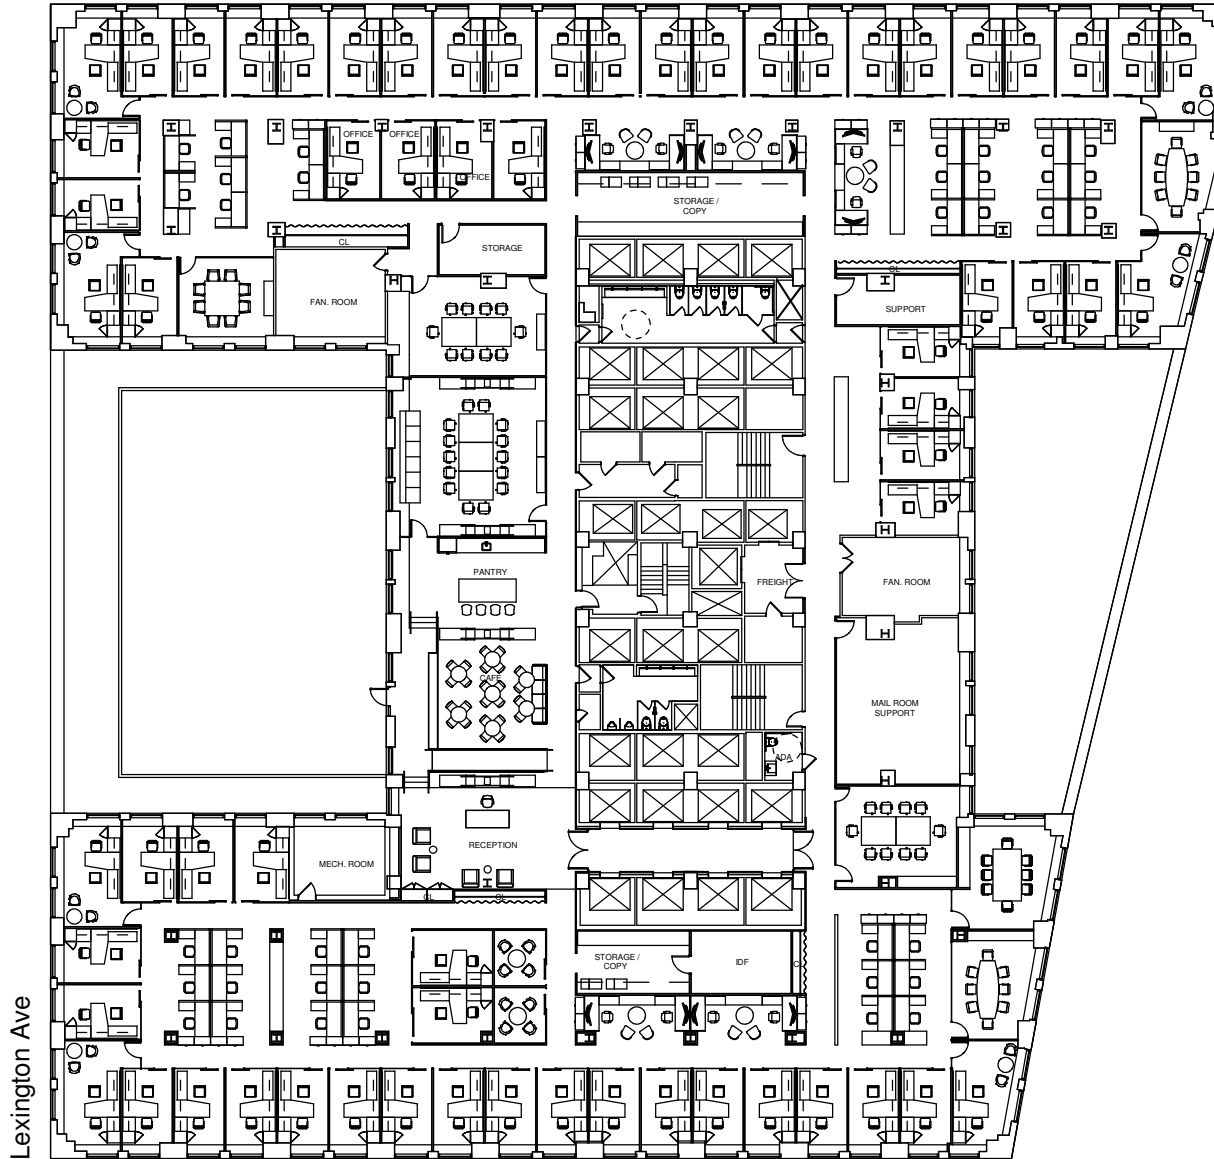 OFFICE
OFFICE
OFFICE
STORAGE /
COPY
CL
STORAGE
CL
FAN. ROOM
SUPPORT
PANTRY
FREIGHT
FAN. ROOM
CAFE
MAIL ROOM
SUPPORT
ADA
RECEPTION
MECH. ROOM
CL
CL
STORAGE /
COPY
IDF
CL
Lexington Ave